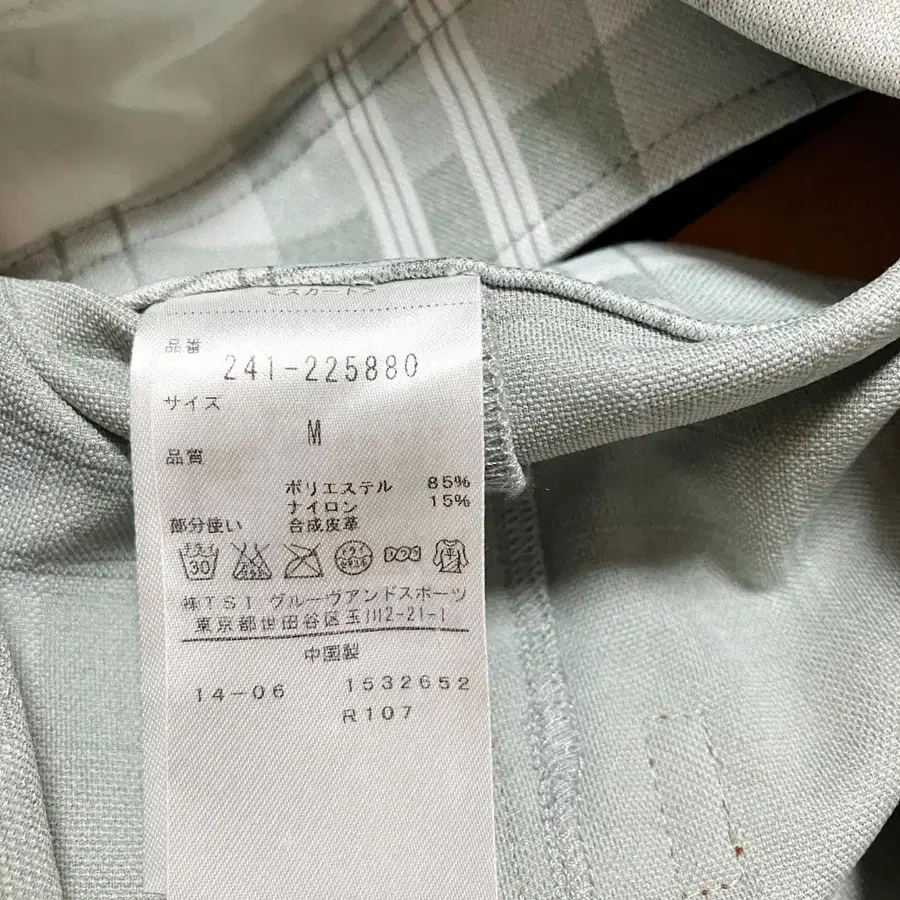 <スカート>
品番
241-225880
サイズ
M
品質
ポリエステル 85%
ナイロン 15%
部分使い 合成皮革
30
㈱TSI グルーヴアンドスポーツ
東京都世田谷区玉川2-21-1
中国製
14-06 1532652
R107